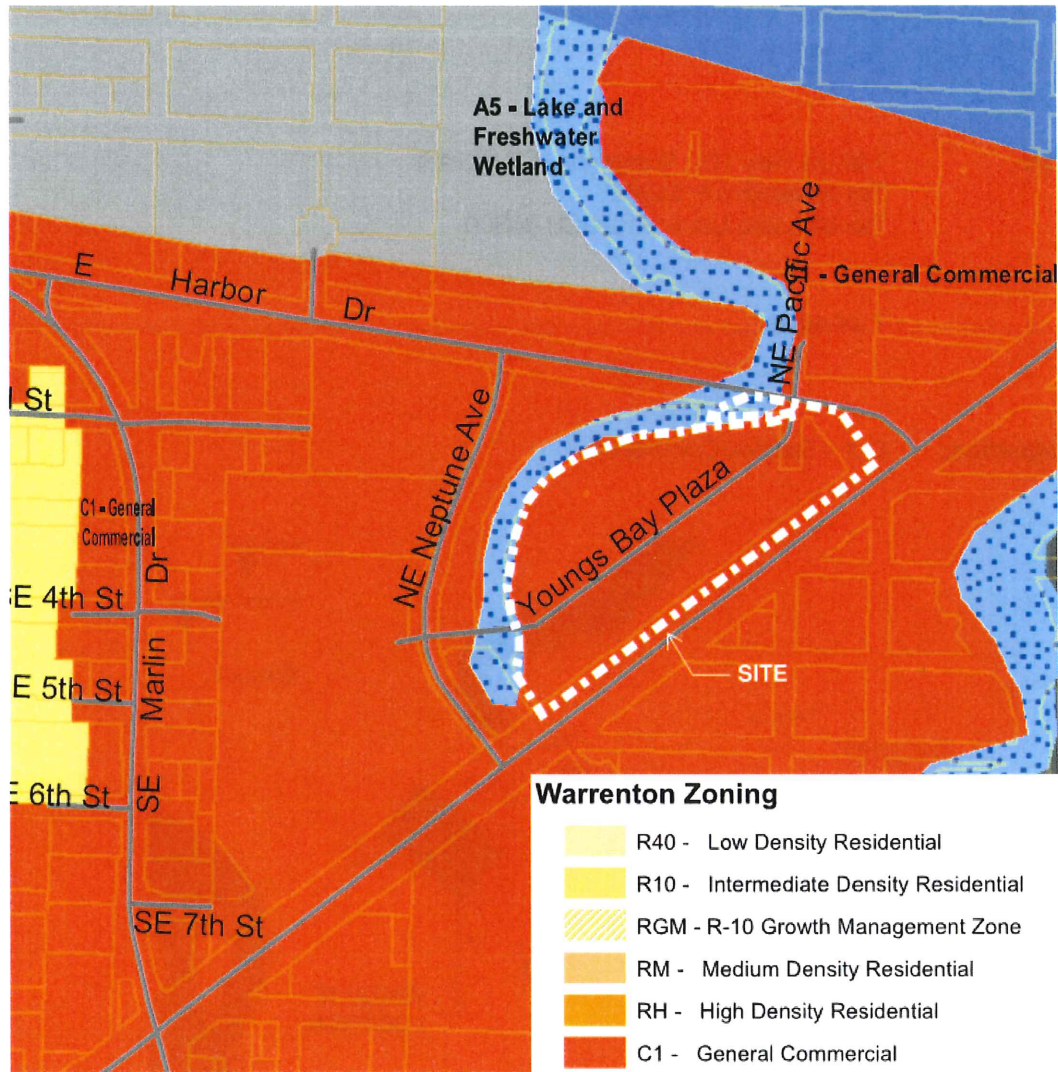 A5 - Lake and
Freshwater
Wetland
NE Pacific Ave
- General Commercial
E Harbor Dr
NE Neptune Ave
St
C1 - General
Commercial
Youngs Bay Plaza
SE 4th St
SE Marlin Dr
SITE
E 5th St
E 6th St
SE 7th St
Warrenton Zoning
R40 - Low Density Residential
R10 - Intermediate Density Residential
RGM - R-10 Growth Management Zone
RM - Medium Density Residential
RH - High Density Residential
C1 - General Commercial